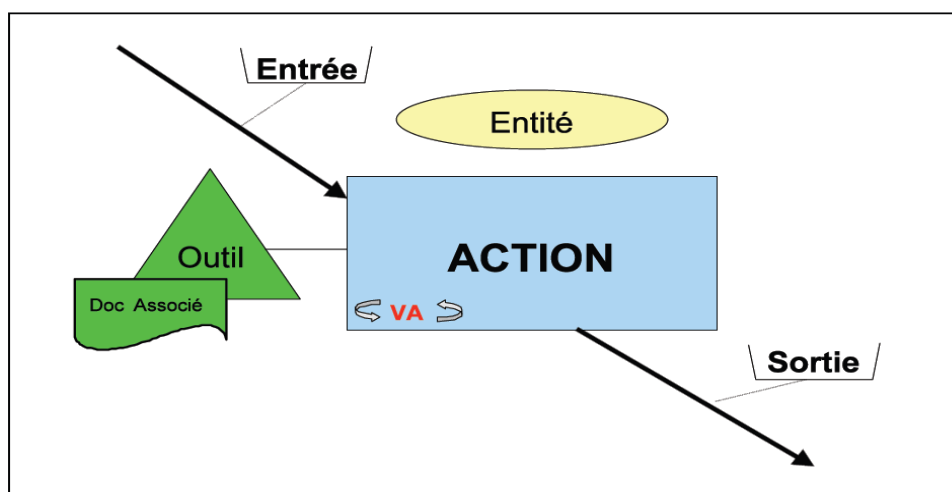 Entrée
Entité
ACTION
Outil
Doc Associé
VA
Sortie